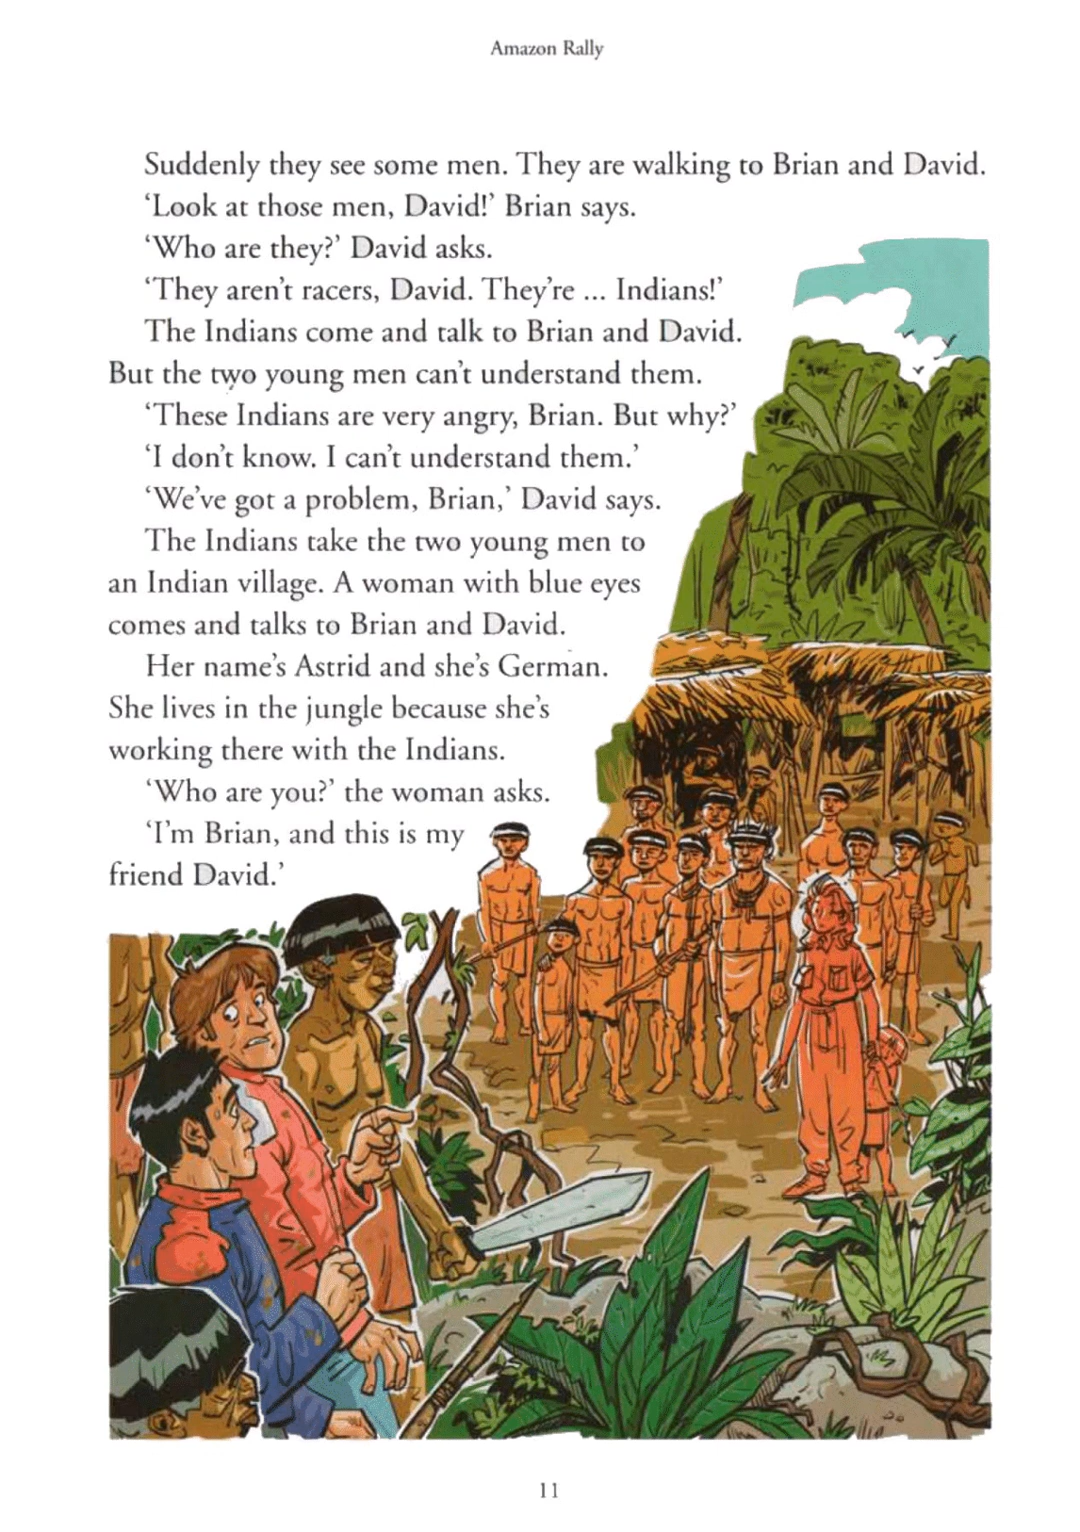 Amazon Rally
Suddenly they see some men. They are walking to Brian and David.
‘Look at those men, David!’ Brian says.
‘Who are they?’ David asks.
‘They aren’t racers, David. They’re ... Indians!’
The Indians come and talk to Brian and David.
But the two young men can’t understand them.
‘These Indians are very angry, Brian. But why?’
‘I don’t know. I can’t understand them.’
‘We’ve got a problem, Brian,’ David says.
The Indians take the two young men to
an Indian village. A woman with blue eyes
comes and talks to Brian and David.
Her name’s Astrid and she’s German.
She lives in the jungle because she’s
working there with the Indians.
‘Who are you?’ the woman asks.
‘I’m Brian, and this is my
friend David.’
11